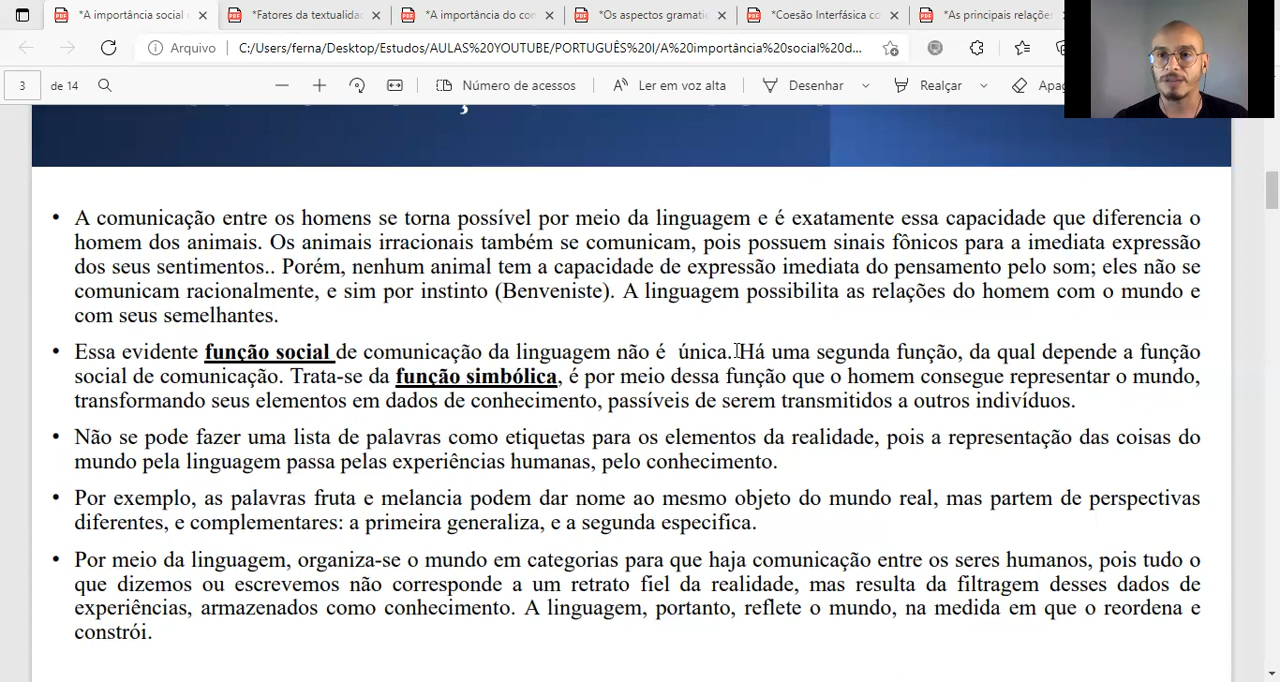 *A importância social
*Fatores da textualida
*A importância do con
*Os aspectos gramati
*Coesão Interfásica co
*As principais relaçõe
Arquivo
C:/Users/ferna/Desktop/Estudos/AULAS%20YOUTUBE/PORTUGUÊS%20I/A%20importância%20social%20d...
3 de 14
Número de acessos
Ler em voz alta
Desenhar
Realçar
Apag
• A comunicação entre os homens se torna possível por meio da linguagem e é exatamente essa capacidade que diferencia o
homem dos animais. Os animais irracionais também se comunicam, pois possuem sinais fônicos para a imediata expressão
dos seus sentimentos.. Porém, nenhum animal tem a capacidade de expressão imediata do pensamento pelo som; eles não se
comunicam racionalmente, e sim por instinto (Benveniste). A linguagem possibilita as relações do homem com o mundo e
com seus semelhantes.
• Essa evidente função social de comunicação da linguagem não é única. Há uma segunda função, da qual depende a função
social de comunicação. Trata-se da função simbólica, é por meio dessa função que o homem consegue representar o mundo,
transformando seus elementos em dados de conhecimento, passíveis de serem transmitidos a outros indivíduos.
• Não se pode fazer uma lista de palavras como etiquetas para os elementos da realidade, pois a representação das coisas do
mundo pela linguagem passa pelas experiências humanas, pelo conhecimento.
• Por exemplo, as palavras fruta e melancia podem dar nome ao mesmo objeto do mundo real, mas partem de perspectivas
diferentes, e complementares: a primeira generaliza, e a segunda especifica.
• Por meio da linguagem, organiza-se o mundo em categorias para que haja comunicação entre os seres humanos, pois tudo o
que dizemos ou escrevemos não corresponde a um retrato fiel da realidade, mas resulta da filtragem desses dados de
experiências, armazenados como conhecimento. A linguagem, portanto, reflete o mundo, na medida em que o reordena e
constrói.